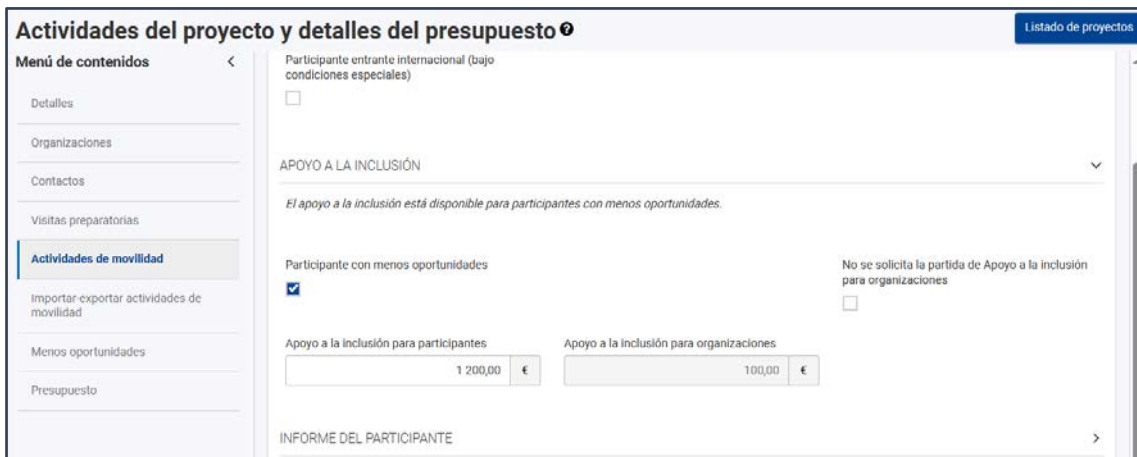 Actividades del proyecto y detalles del presupuesto
Listado de proyectos
Menú de contenidos
Detalles
Organizaciones
Contactos
Visitas preparatorias
Actividades de movilidad
Importar-exportar actividades de
movilidad
Menos oportunidades
Presupuesto
Participante entrante internacional (bajo
condiciones especiales)
APOYO A LA INCLUSIÓN
El apoyo a la inclusión está disponible para participantes con menos oportunidades.
Participante con menos oportunidades
No se solicita la partida de Apoyo a la inclusión
para organizaciones
Apoyo a la inclusión para participantes
1 200,00 €
Apoyo a la inclusión para organizaciones
100,00 €
INFORME DEL PARTICIPANTE